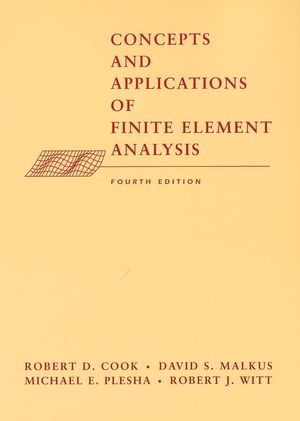 CONCEPTS
AND
APPLICATIONS
OF
FINITE ELEMENT
ANALYSIS
FOURTH EDITION
ROBERT D. COOK • DAVID S. MALKUS
MICHAEL E. PLESHA • ROBERT J. WITT